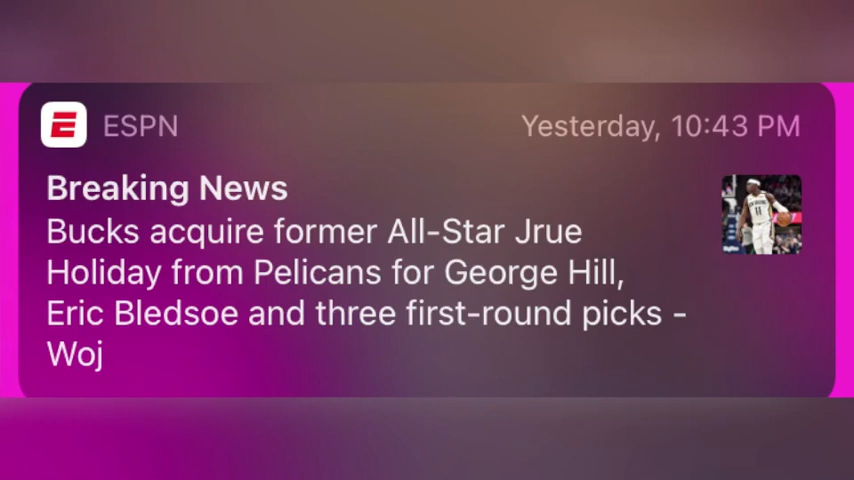 ESPN
Yesterday, 10:43 PM
Breaking News
Bucks acquire former All-Star Jrue
Holiday from Pelicans for George Hill,
Eric Bledsoe and three first-round picks -
Woj
11